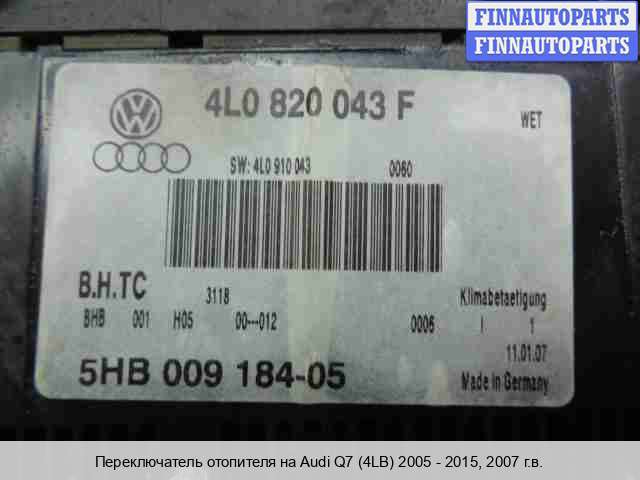 FINNAUTOPARTS
FINNAUTOPARTS
4L0 820 043 F
WET
SW: 4L0 910 043 0060
B.H.TC 3118 Klimabetaetigung
BHB 001 H05 00---012 0006 I 1
11.01.07
5HB 009 184-05 Made in Germany
Переключатель отопителя на Audi Q7 (4LB) 2005 - 2015, 2007 г.в.